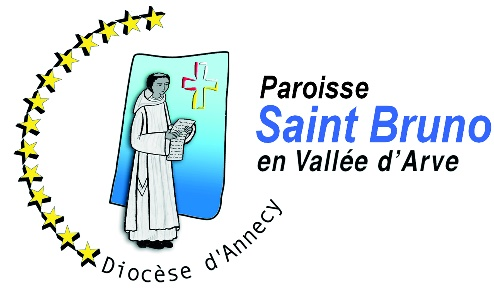 Paroisse
Saint Bruno
en Vallée d'Arve
Diocèse d'Annecy